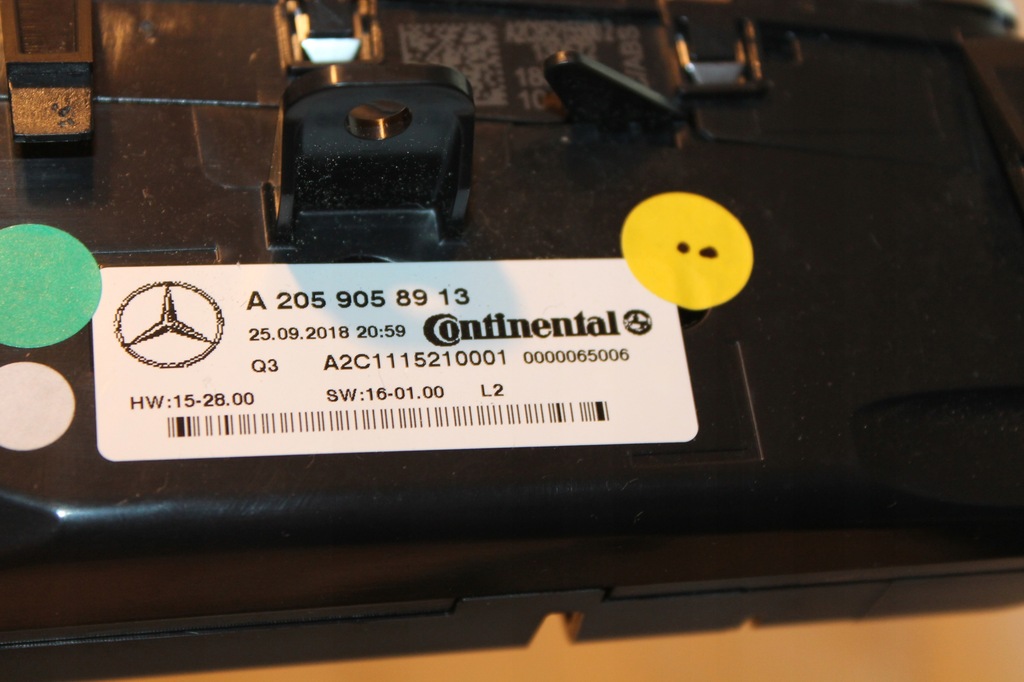 A 205 905 89 13
25.09.2018 20:59 Continental
Q3 A2C1115210001 0000065006
HW:15-28.00 SW:16-01.00 L2